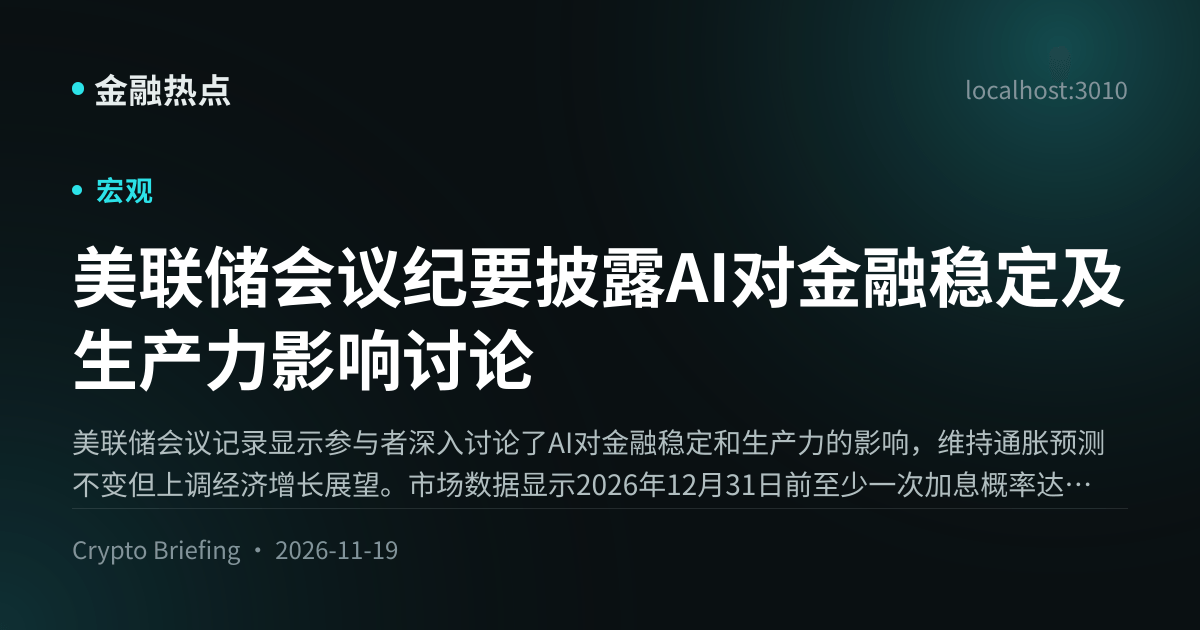 金融热点
localhost:3010
宏观
美联储会议纪要披露AI对金融稳定及
生产力影响讨论
美联储会议记录显示参与者深入讨论了AI对金融稳定和生产力的影响，维持通胀预测
不变但上调经济增长展望。市场数据显示2026年12月31日前至少一次加息概率达…
Crypto Briefing • 2026-11-19